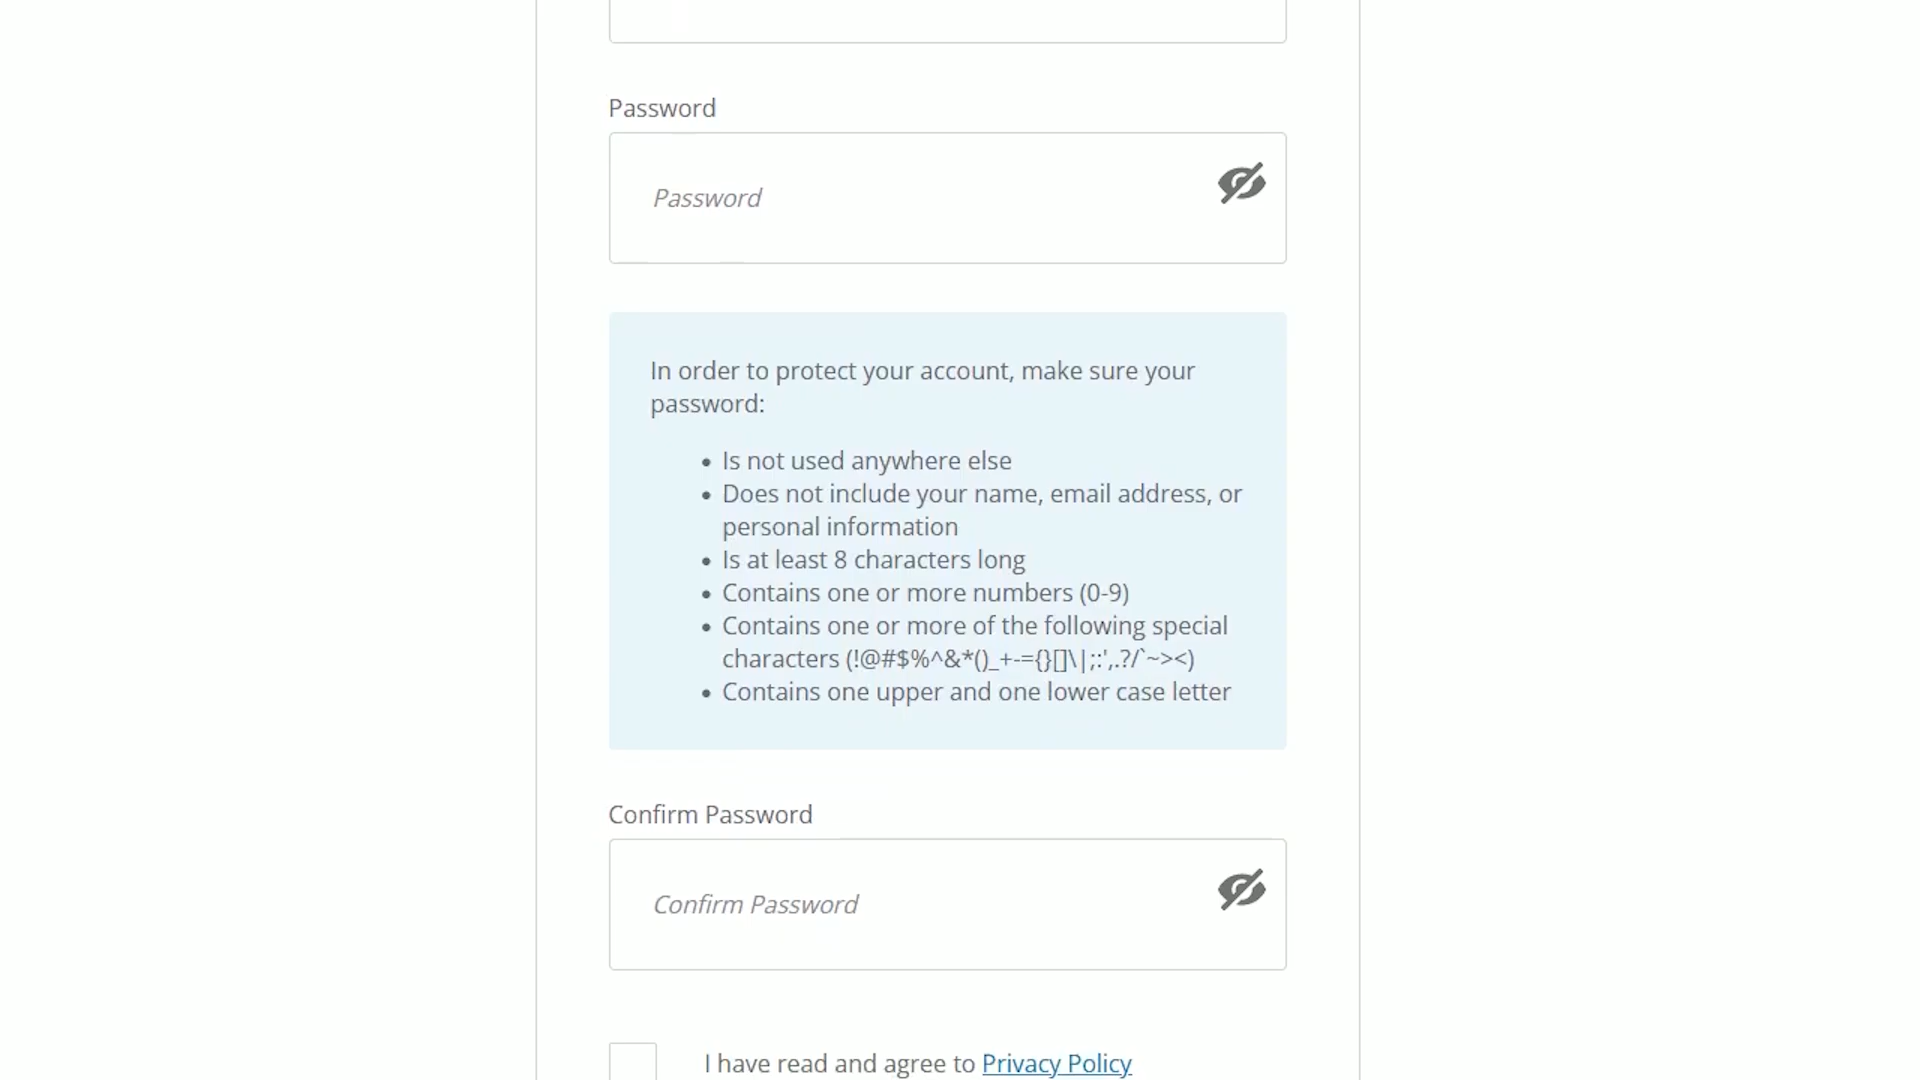 Password
Password
In order to protect your account, make sure your
password:
• Is not used anywhere else
• Does not include your name, email address, or
personal information
• Is at least 8 characters long
• Contains one or more numbers (0-9)
• Contains one or more of the following special
characters (!@#$%^&*()_+-={}[]\|;:',.?/`~><)
• Contains one upper and one lower case letter
Confirm Password
Confirm Password
I have read and agree to Privacy Policy